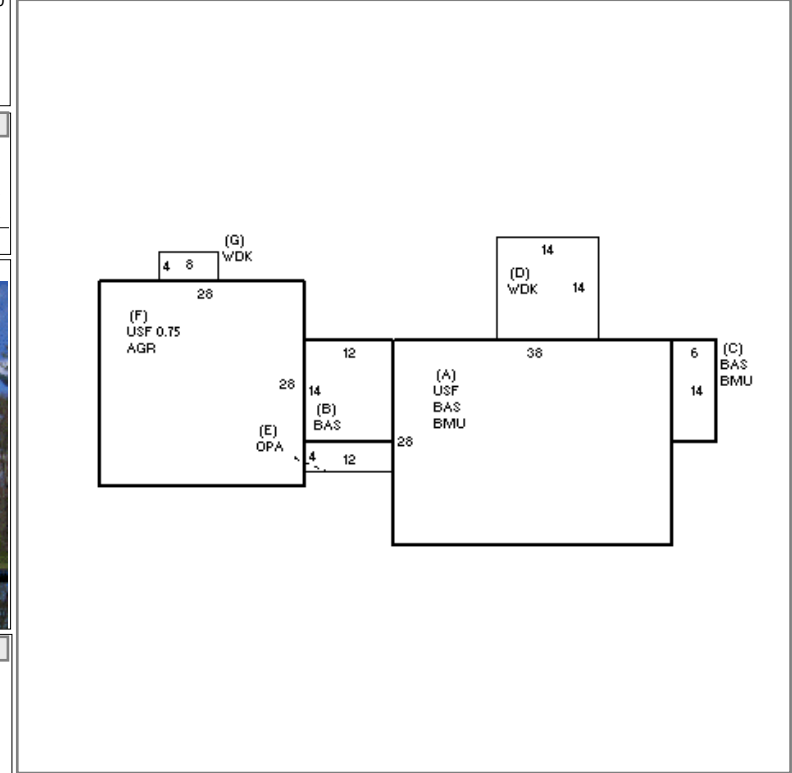 (G)
WDK
4 8
28
(F)
USF 0.75
AGR
28
14
(D)
WDK
14
12
14
(B)
BAS
(E)
OPA
4 12
38
(A)
USF
BAS
BMU
28
6
14
(C)
BAS
BMU